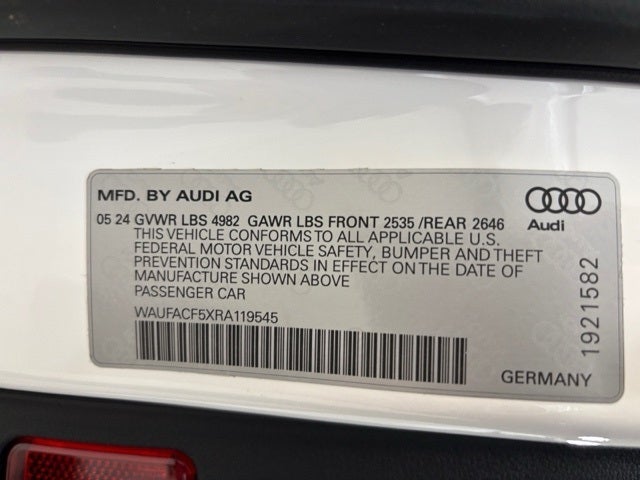 MFD. BY AUDI AG
05 24 GVWR LBS 4982 GAWR LBS FRONT 2535 /REAR 2646
THIS VEHICLE CONFORMS TO ALL APPLICABLE U.S.
FEDERAL MOTOR VEHICLE SAFETY, BUMPER AND THEFT
PREVENTION STANDARDS IN EFFECT ON THE DATE OF
MANUFACTURE SHOWN ABOVE
PASSENGER CAR
WAUFACF5XRA119545
Audi
1921582
GERMANY